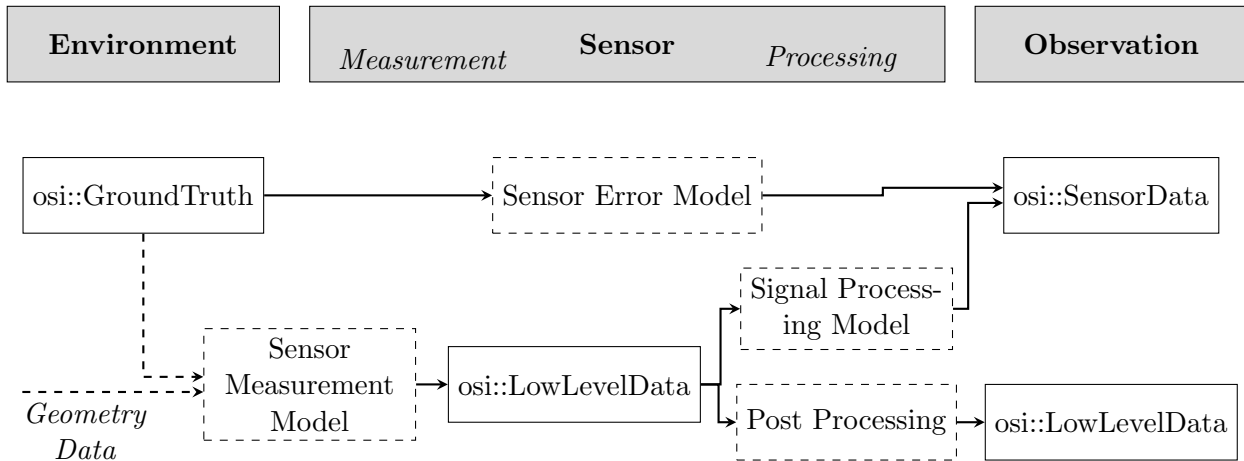 Environment
Sensor
Measurement
Processing
Observation
osi::GroundTruth
Sensor Error Model
osi::SensorData
Signal Process-
ing Model
Sensor
Measurement
Model
osi::LowLevelData
Geometry
Data
Post Processing
osi::LowLevelData